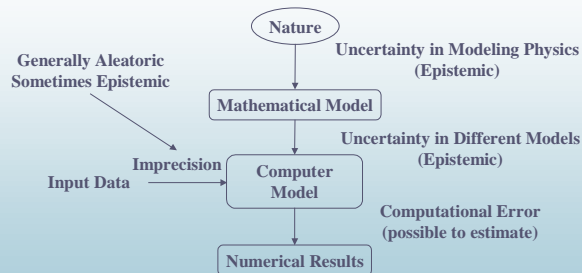 Nature
Generally Aleatoric
Sometimes Epistemic
Uncertainty in Modeling Physics
(Epistemic)
Mathematical Model
Uncertainty in Different Models
(Epistemic)
Imprecision
Input Data
Computer
Model
Computational Error
(possible to estimate)
Numerical Results